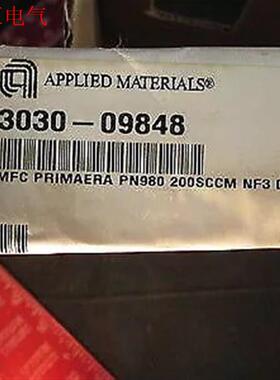 电气
APPLIED MATERIALS®
3030-09848
MFC PRIMAERA PN980 200SCCM NF3